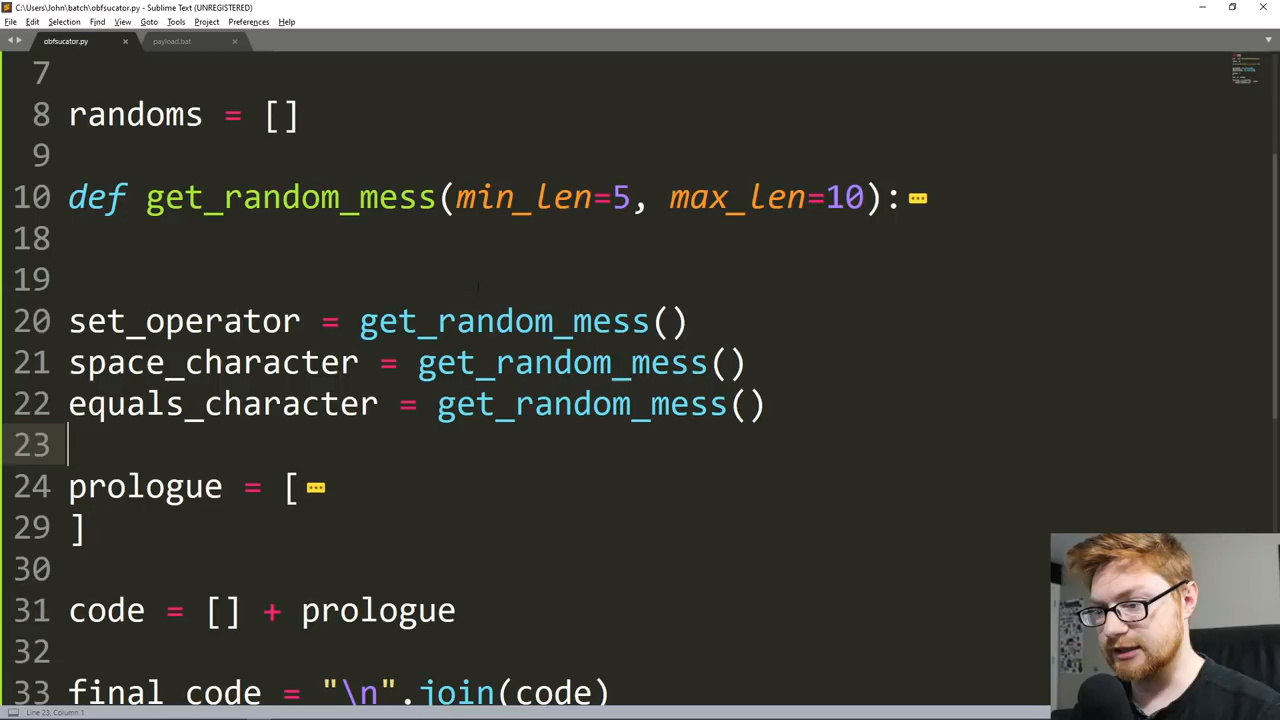 C:\Users\John\batch\obfsucator.py - Sublime Text (UNREGISTERED)
File Edit Selection Find View Goto Tools Project Preferences Help
obfsucator.py payload.bat
7
8 randoms = []
9
10 def get_random_mess(min_len=5, max_len=10):
18
19
20 set_operator = get_random_mess()
21 space_character = get_random_mess()
22 equals_character = get_random_mess()
23
24 prologue = [
29 ]
30
31 code = [] + prologue
32
33 final_code = "\n".join(code)
Line 23, Column 1